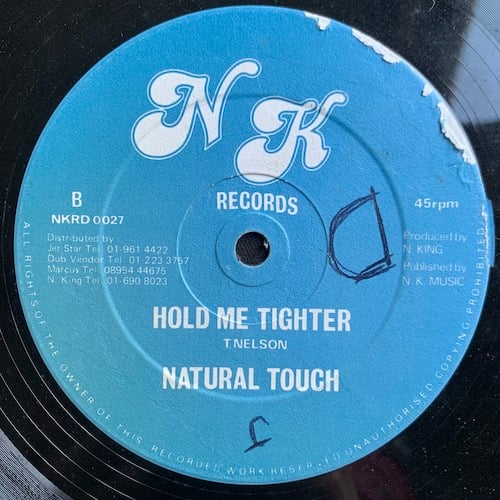 N K
RECORDS
B
NKRD 0027
45rpm
Distributed by
Jet Star Tel: 01-961 4422
Dub Vendor Tel: 01-223 3757
Marcus Tel: 08954 44675
N. King Tel: 01-690 8023
Produced by
N KING
Published by
N. K. MUSIC
HOLD ME TIGHTER
T.NELSON
NATURAL TOUCH
ALL RIGHTS OF THE OWNER OF THIS RECORDED WORK RESERVED UNAUTHORISED COPYING PROHIBITED
D